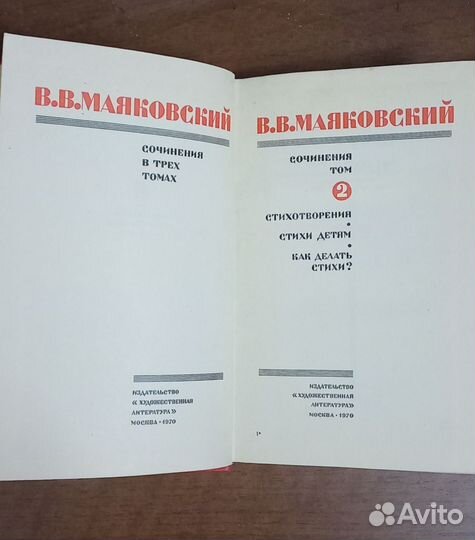 В.В.МАЯКОВСКИЙ
СОЧИНЕНИЯ
В ТРЕХ
ТОМАХ
ИЗДАТЕЛЬСТВО
«ХУДОЖЕСТВЕННАЯ
ЛИТЕРАТУРА»
МОСКВА • 1970
В.В.МАЯКОВСКИЙ
СОЧИНЕНИЯ
ТОМ
2
СТИХОТВОРЕНИЯ
•
СТИХИ ДЕТЯМ
•
КАК ДЕЛАТЬ
СТИХИ?
ИЗДАТЕЛЬСТВО
«ХУДОЖЕСТВЕННАЯ
ЛИТЕРАТУРА»
МОСКВА • 1970
1*
Avito